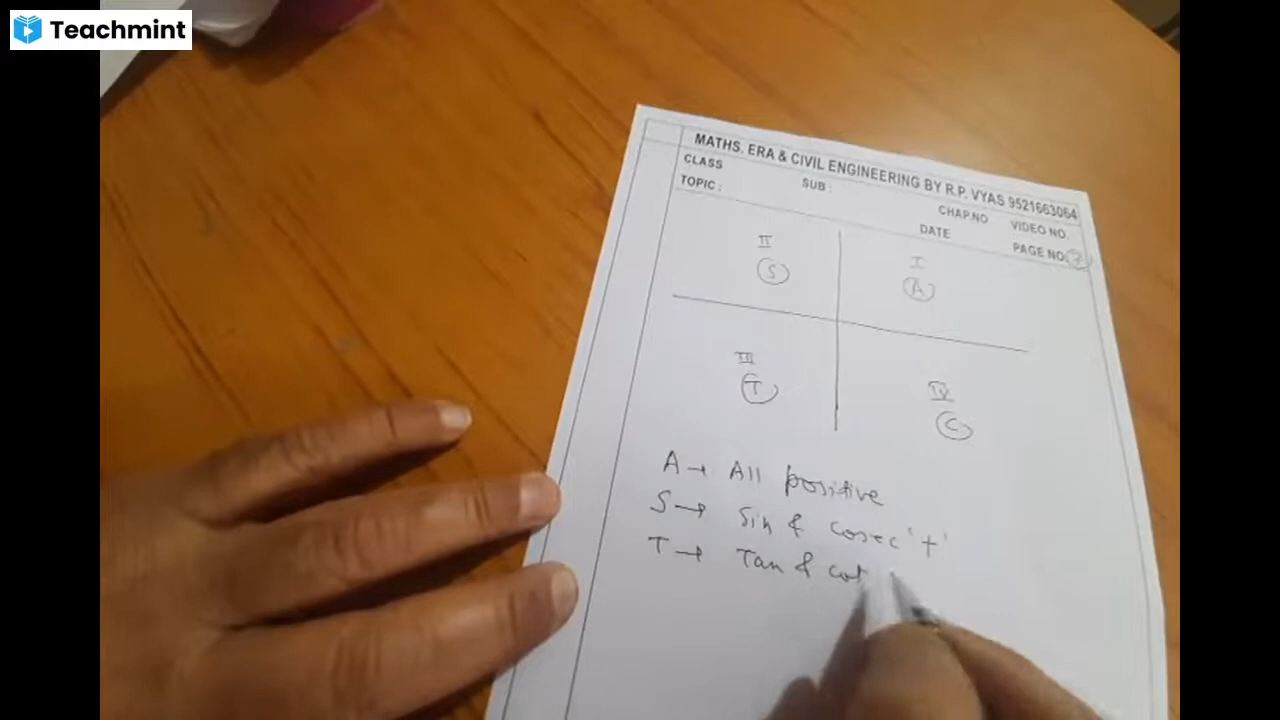 Teachmint
MATHS. ERA & CIVIL ENGINEERING BY R.P. VYAS 9521663064
CLASS
SUB :
CHAP.NO
VIDEO NO.
TOPIC :
DATE
PAGE NO. 7
II
I
S
A
III
IV
T
C
A → All positive
S → Sin & cosec '+'
T → Tan & cot